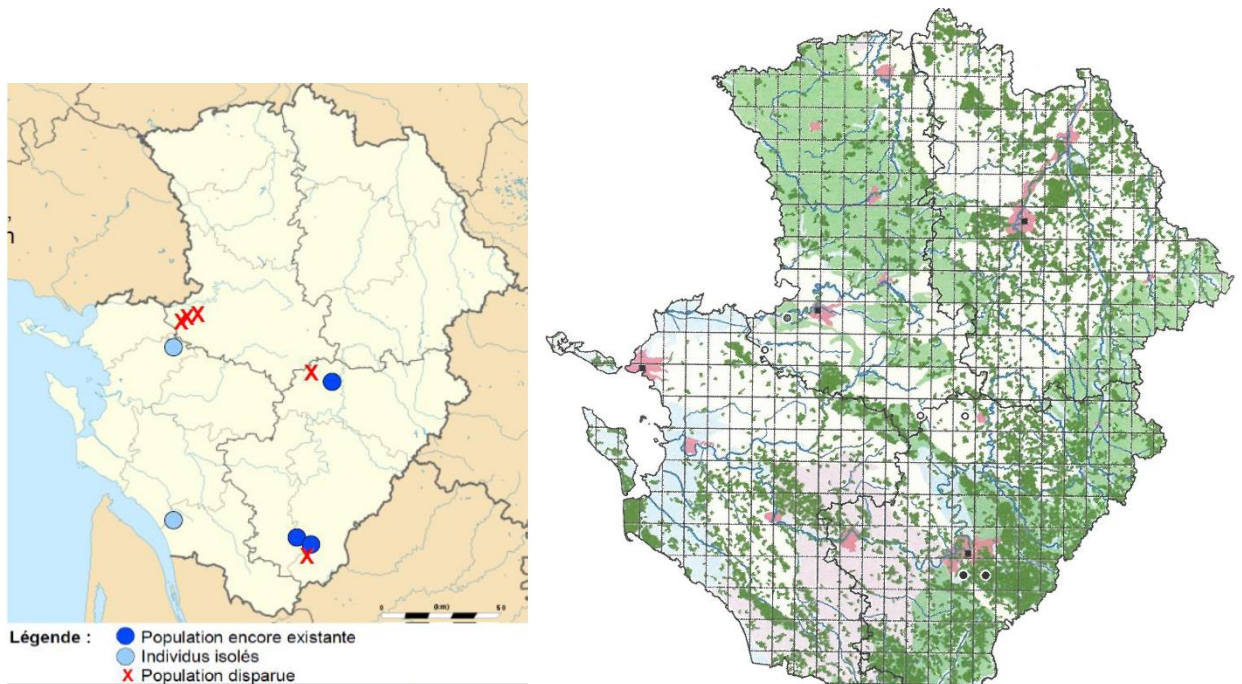 n
0
(km)
50
Légende :
Population encore existante
Individus isolés
X Population disparue